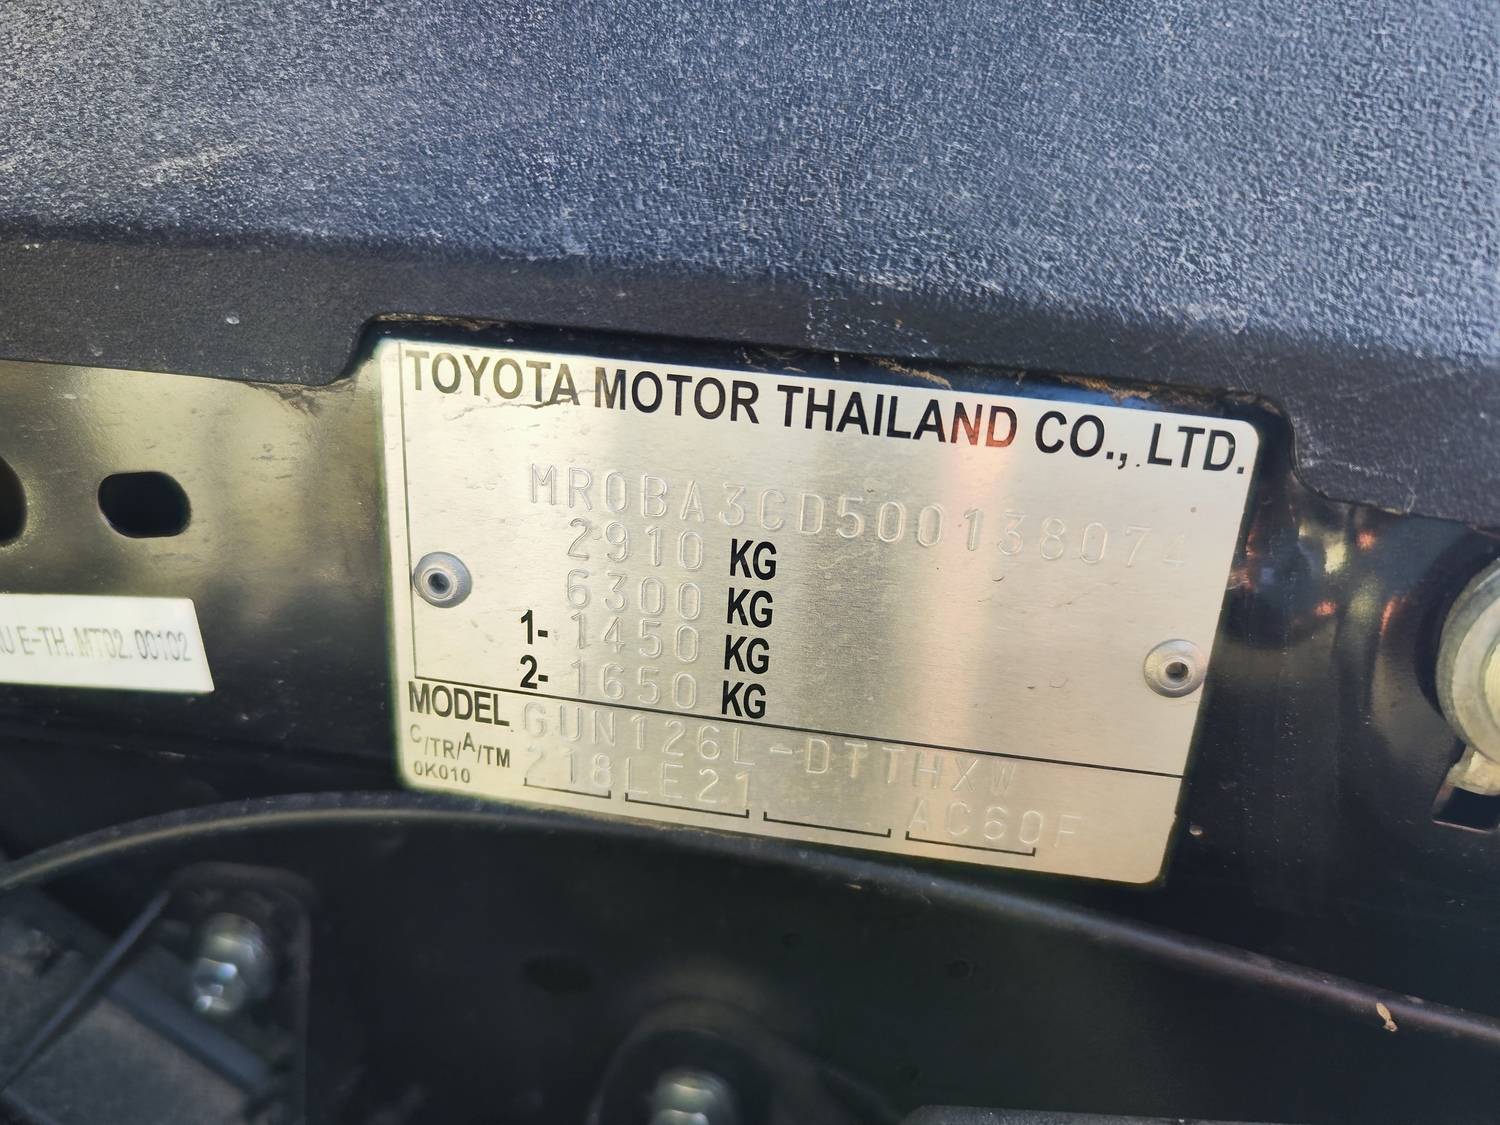 TOYOTA MOTOR THAILAND CO., LTD.
MR0BA3CD500138074
2910 KG
6300 KG
1- 1450 KG
2- 1650 KG
MODEL GUN126L-DTTHXW
C/TR/A/TM 218 LE21 AC60F
0K010
E-TH.MT02.00102